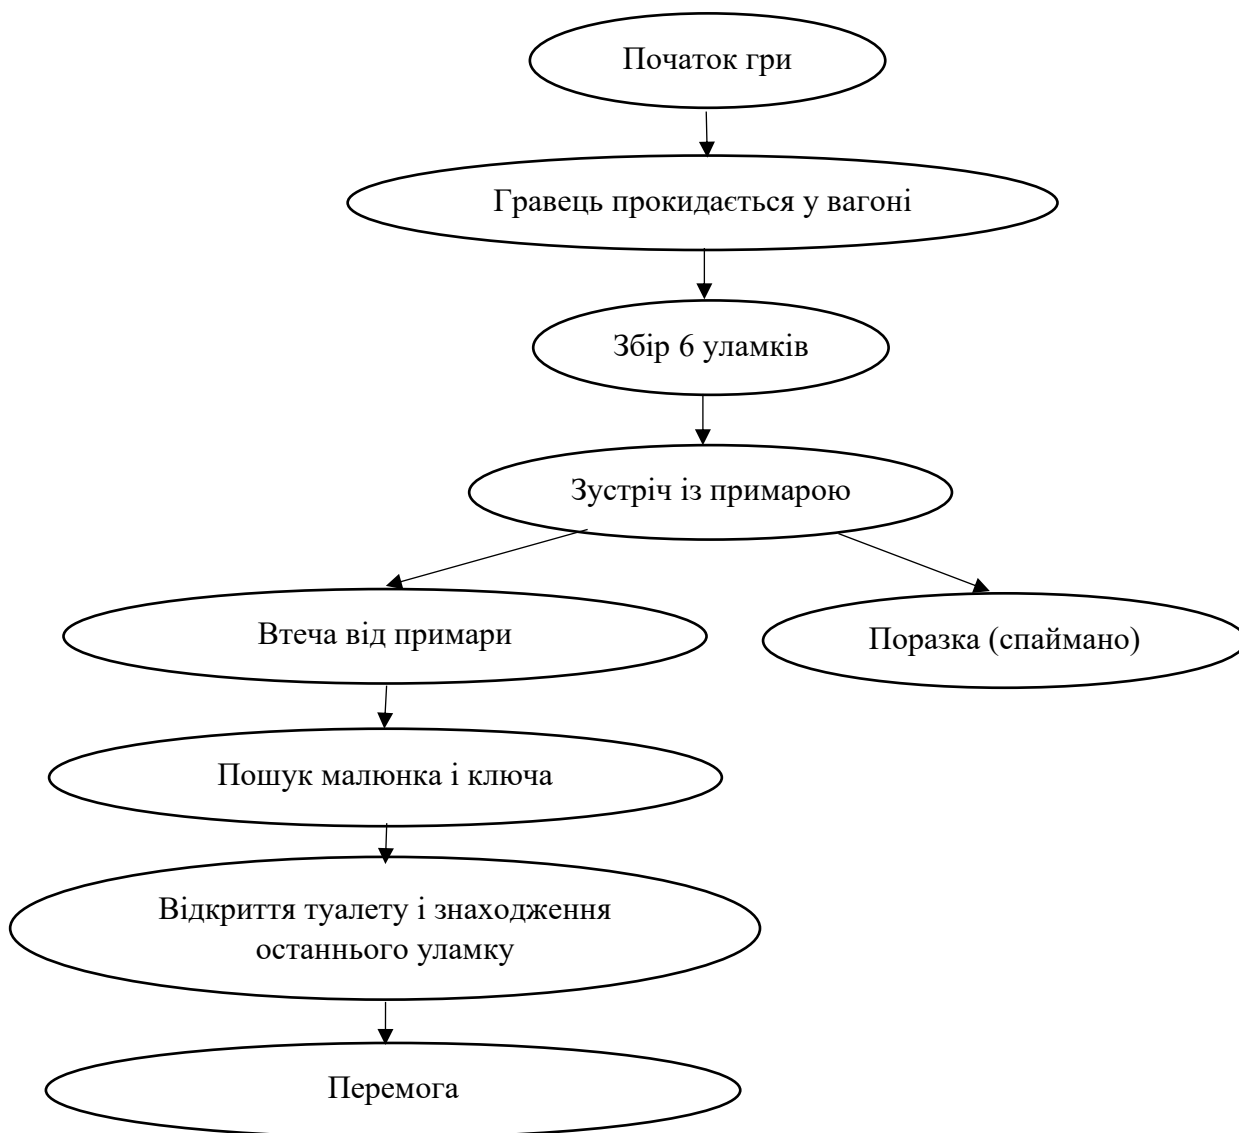 Початок гри
Гравець прокидається у вагоні
Збір 6 уламків
Зустріч із примарою
Втеча від примари
Поразка (спаймано)
Пошук малюнка і ключа
Відкриття туалету і знаходження
останнього уламку
Перемога